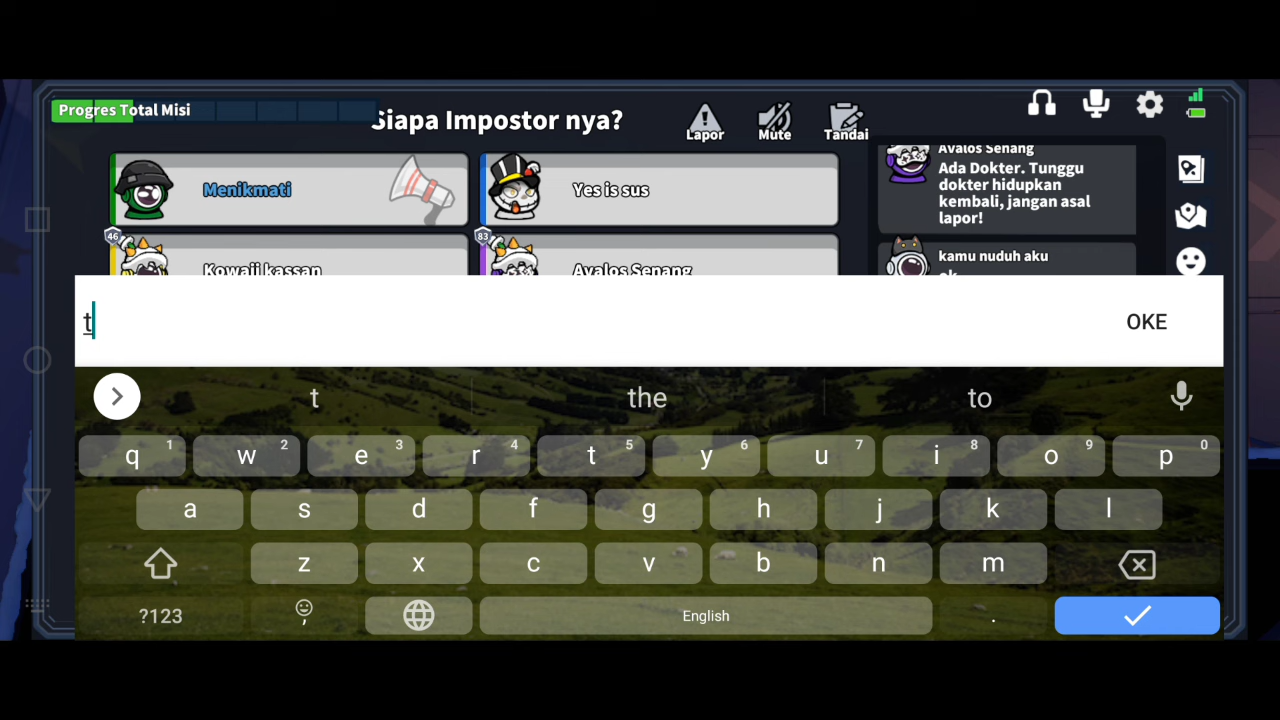 Progres Total Misi
Siapa Impostor nya?
Lapor
Mute
Tandai
Menikmati
Yes is sus
46
Kowaii kassan
83
Avalos Senang
Avalos Senang
Ada Dokter. Tunggu
dokter hidupkan
kembali, jangan asal
lapor!
kamu nuduh aku
ok
t
OKE
t the to
q 1 w 2 e 3 r 4 t 5 y 6 u 7 i 8 o 9 p 0
a s d f g h j k l
z x c v b n m
?123 , English .